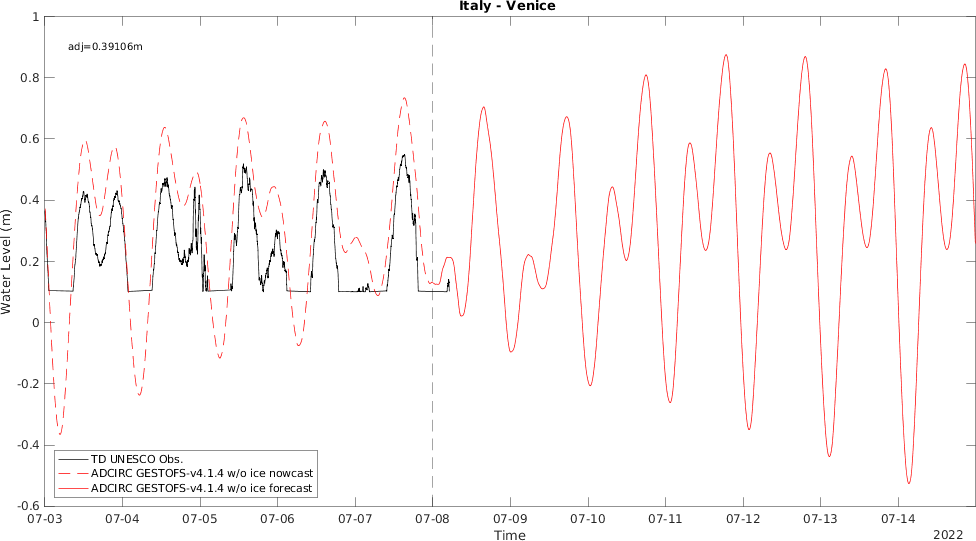 Italy - Venice
adj=0.39106m
Water Level (m)
1
0.8
0.6
0.4
0.2
0
-0.2
-0.4
-0.6
TD UNESCO Obs.
ADCIRC GESTOFS-v4.1.4 w/o ice nowcast
ADCIRC GESTOFS-v4.1.4 w/o ice forecast
07-03 07-04 07-05 07-06 07-07 07-08 07-09 07-10 07-11 07-12 07-13 07-14
Time
2022